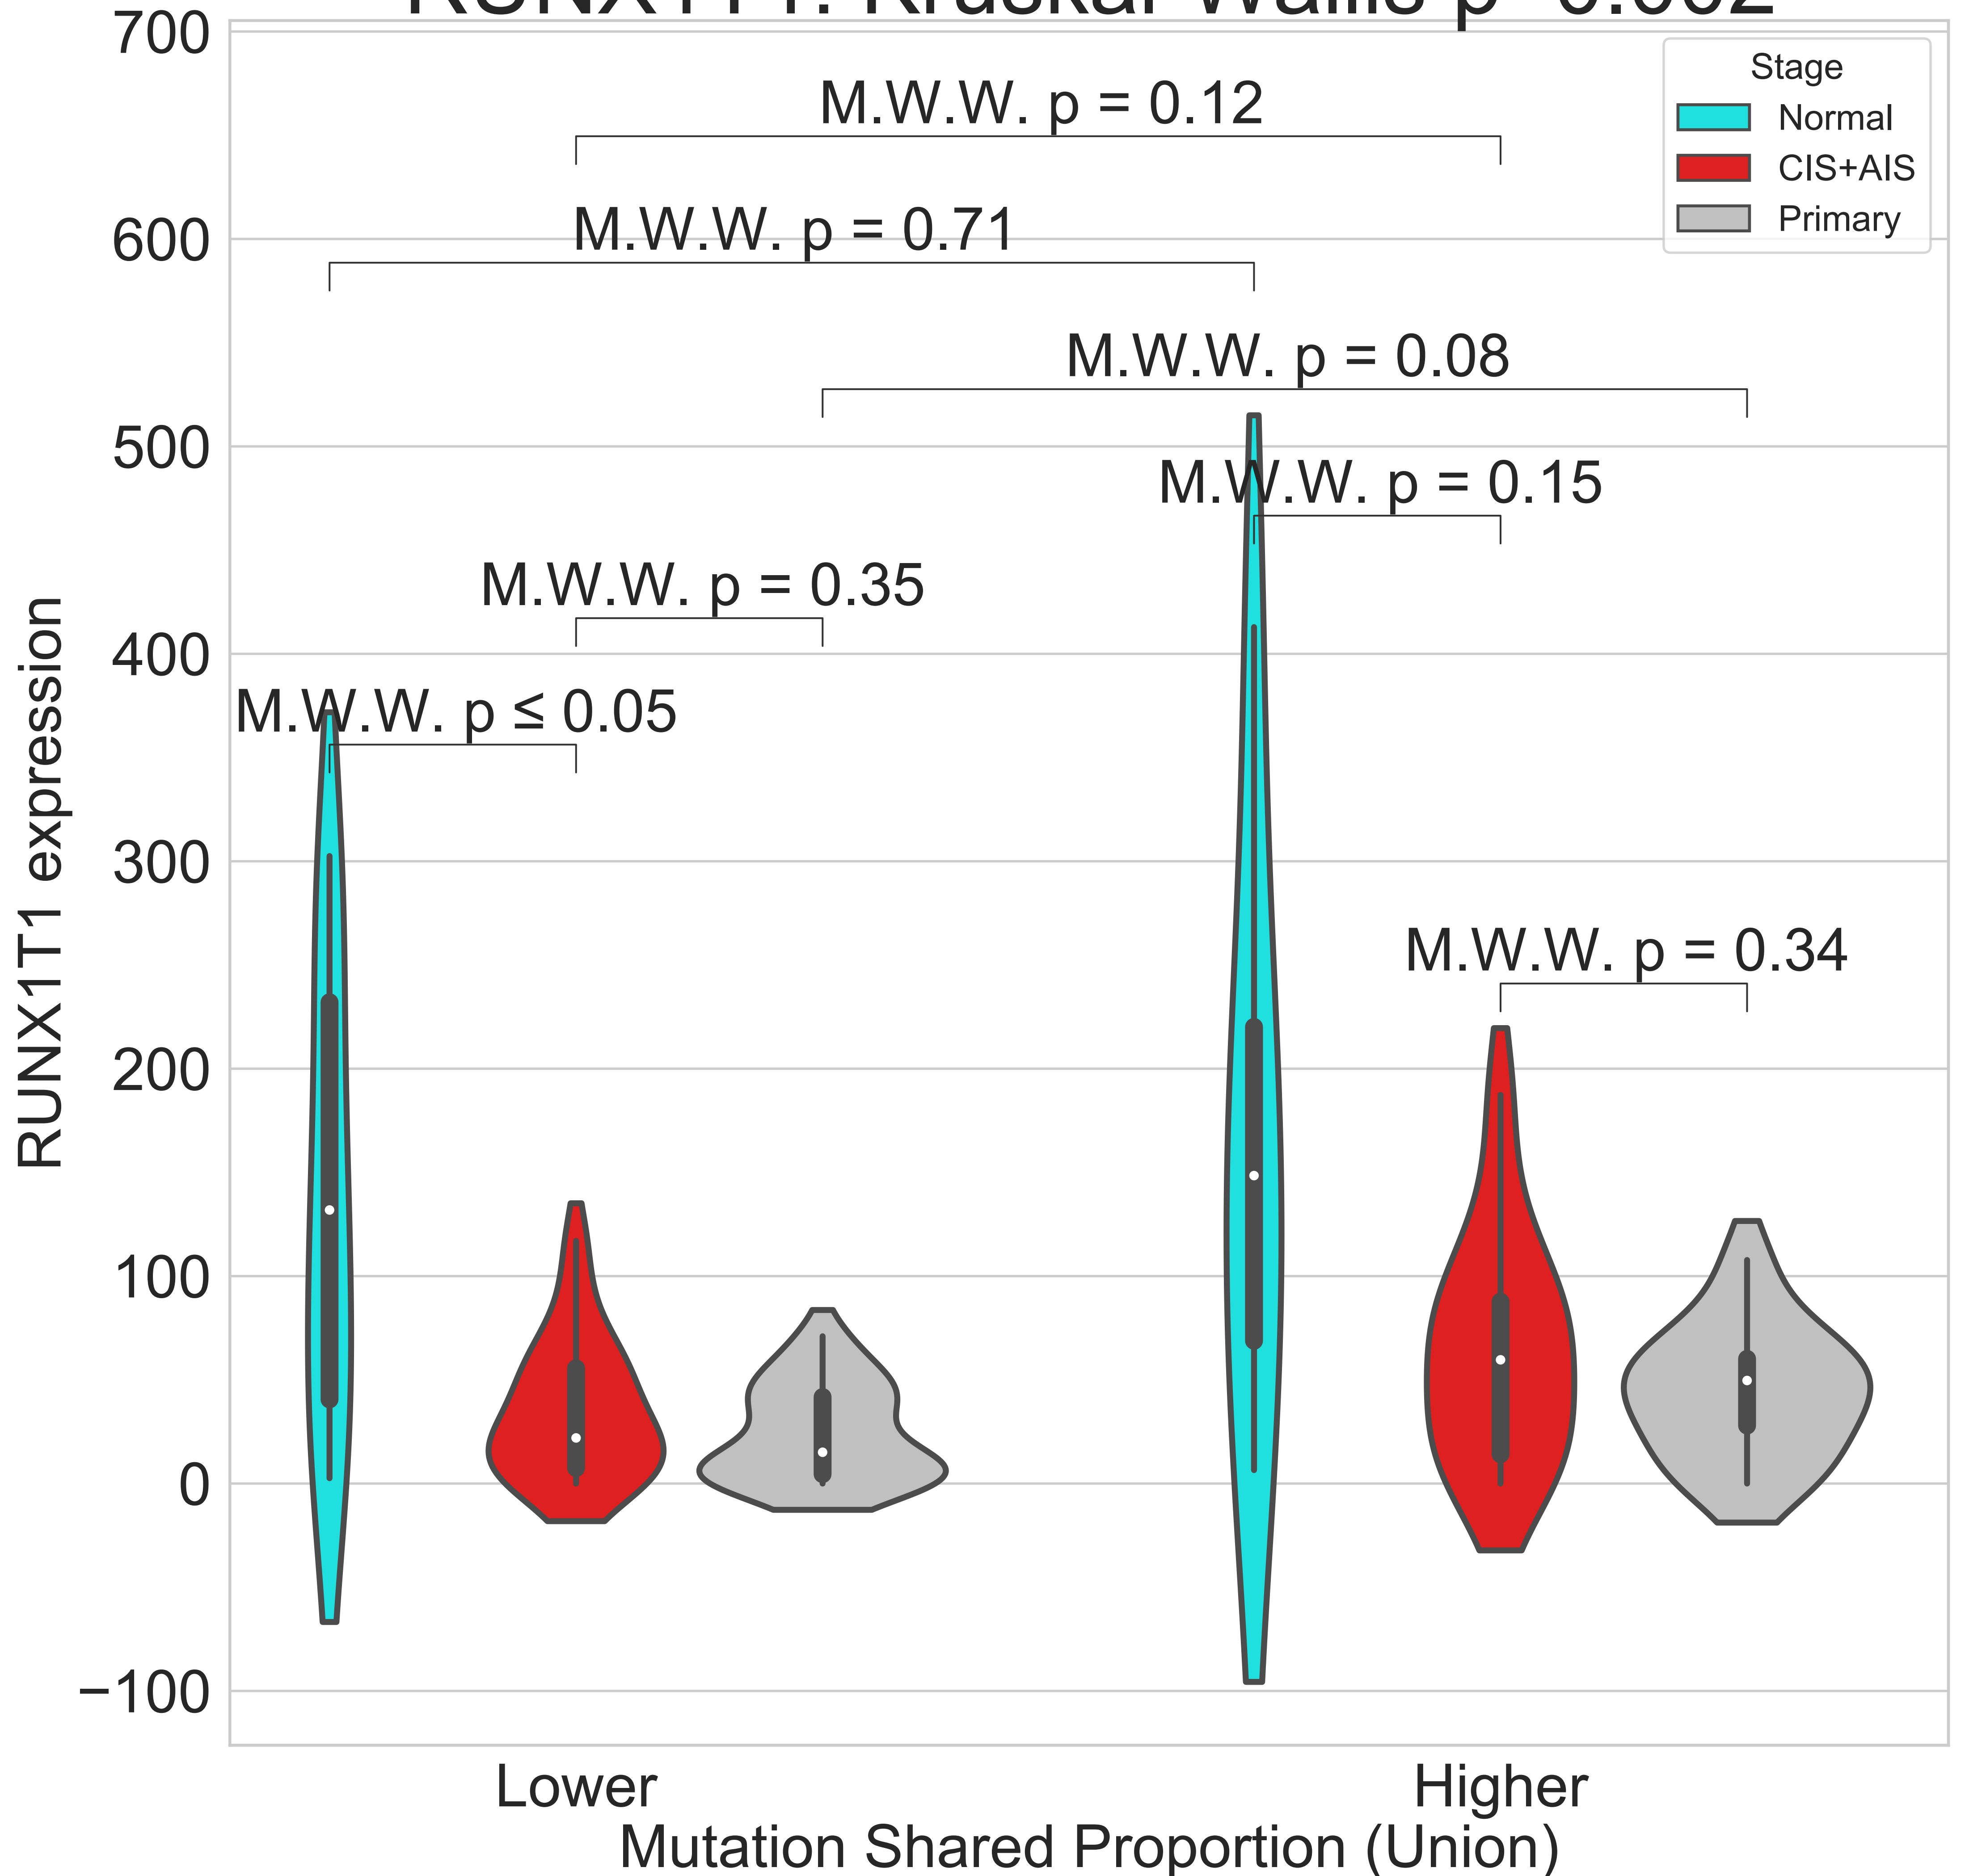 700
600
500
400
300
200
100
0
−100
RUNX1T1 expression
Stage
Normal
CIS+AIS
Primary
M.W.W. p = 0.12
M.W.W. p = 0.71
M.W.W. p = 0.08
M.W.W. p = 0.15
M.W.W. p = 0.35
M.W.W. p ≤ 0.05
M.W.W. p = 0.34
Lower
Higher
Mutation Shared Proportion (Union)